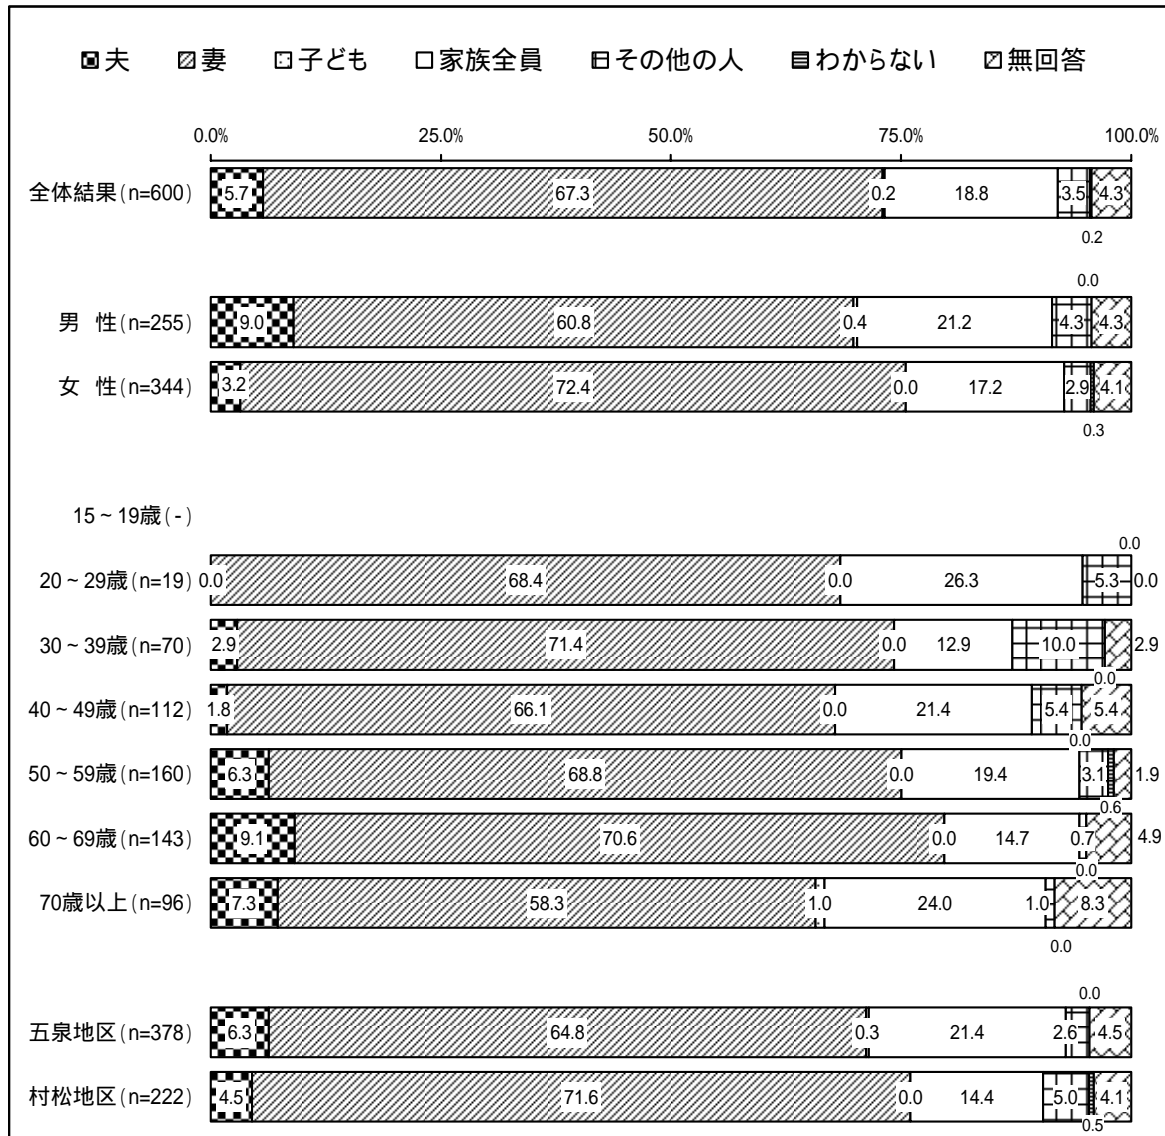 夫 妻 子ども 家族全員 その他の人 わからない 無回答
0.0% 25.0% 50.0% 75.0% 100.0%
全体結果(n=600) 5.7 67.3 0.2 18.8 3.5 4.3
0.2
0.0
男 性(n=255) 9.0 60.8 0.4 21.2 4.3 4.3
女 性(n=344) 3.2 72.4 0.0 17.2 2.9 4.1
0.3
15~19歳(-)
0.0
20~29歳(n=19) 0.0 68.4 0.0 26.3 5.3 0.0
30~39歳(n=70) 2.9 71.4 0.0 12.9 10.0 2.9
0.0
40~49歳(n=112) 1.8 66.1 0.0 21.4 5.4 5.4
0.0
50~59歳(n=160) 6.3 68.8 0.0 19.4 3.1 1.9
0.6
60~69歳(n=143) 9.1 70.6 0.0 14.7 0.7 4.9
0.0
70歳以上(n=96) 7.3 58.3 1.0 24.0 1.0 8.3
0.0
0.0
五泉地区(n=378) 6.3 64.8 0.3 21.4 2.6 4.5
村松地区(n=222) 4.5 71.6 0.0 14.4 5.0 4.1
0.5